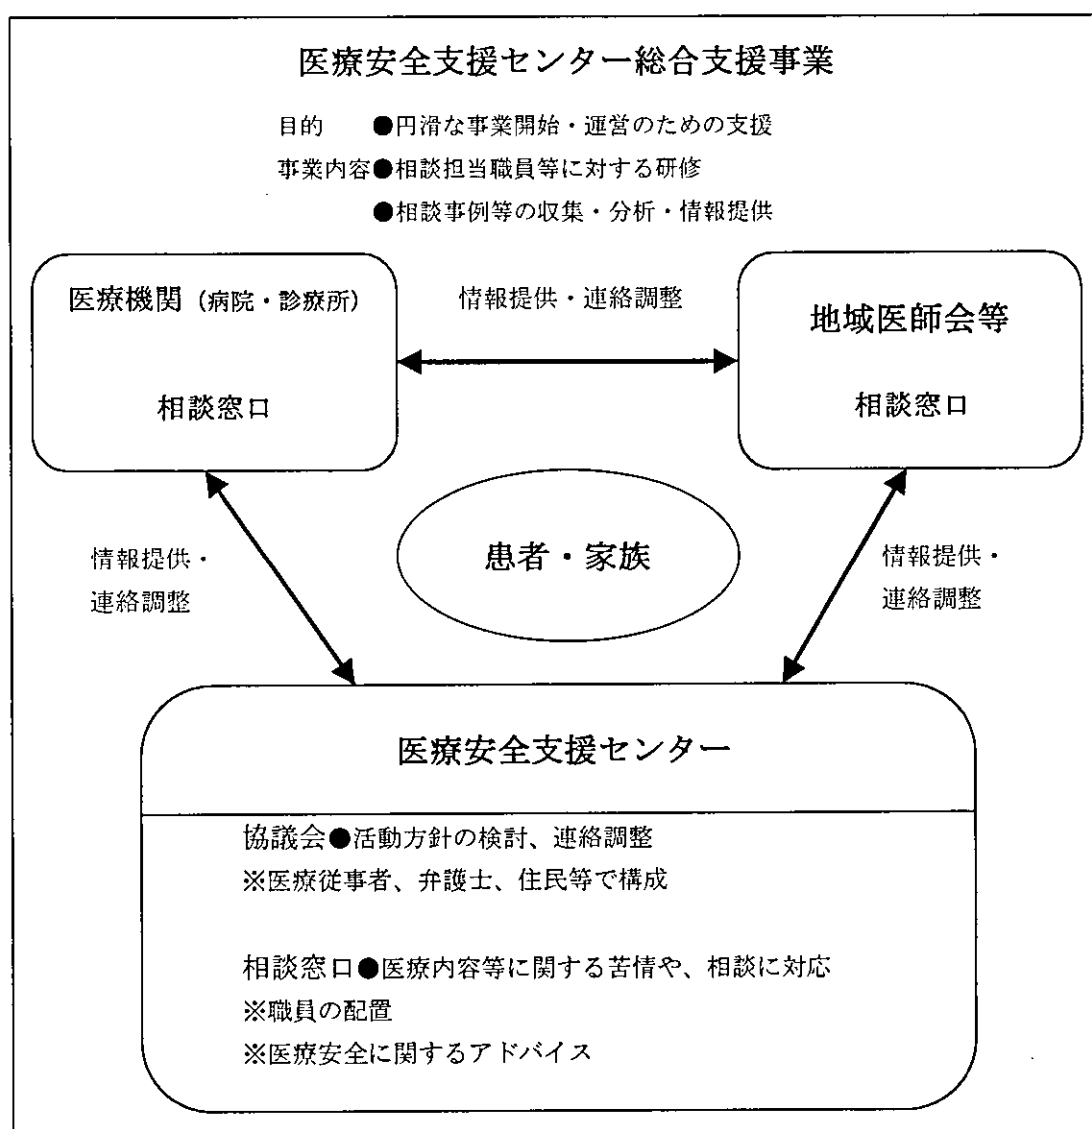 医療安全支援センター総合支援事業
目的　●円滑な事業開始・運営のための支援
事業内容●相談担当職員等に対する研修
●相談事例等の収集・分析・情報提供
医療機関（病院・診療所）
相談窓口
情報提供・連絡調整
地域医師会等
相談窓口
情報提供・
連絡調整
患者・家族
情報提供・
連絡調整
医療安全支援センター
協議会●活動方針の検討、連絡調整
※医療従事者、弁護士、住民等で構成
相談窓口●医療内容等に関する苦情や、相談に対応
※職員の配置
※医療安全に関するアドバイス